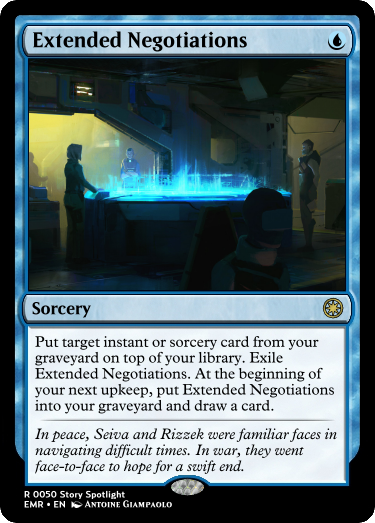 Extended Negotiations
Sorcery
Put target instant or sorcery card from your
graveyard on top of your library. Exile
Extended Negotiations. At the beginning of
your next upkeep, put Extended Negotiations
into your graveyard and draw a card.
In peace, Seiva and Rizzek were familiar faces in
navigating difficult times. In war, they went
face-to-face to hope for a swift end.
R 0050 Story Spotlight
EMR • EN Antoine Giampaolo